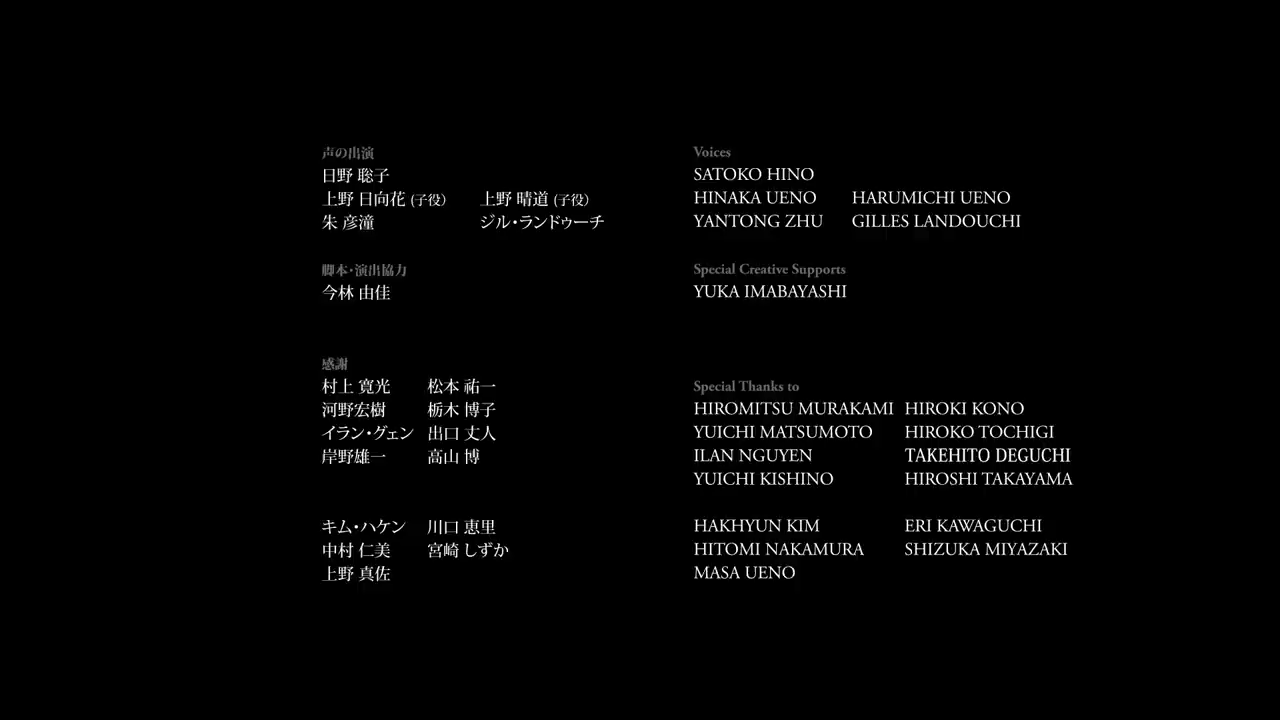 声の出演
日野 聡子
上野 日向花 (子役) 上野 晴道 (子役)
朱 彦潼 ジル・ランドゥーチ
脚本・演出協力
今林 由佳
感謝
村上 寛光 松本 祐一
河野宏樹 栃木 博子
イラン・グェン 出口 丈人
岸野雄一 高山 博
キム・ハケン 川口 恵里
中村 仁美 宮崎 しずか
上野 真佐
Voices
SATOKO HINO
HINAKA UENO HARUMICHI UENO
YANTONG ZHU GILLES LANDOUCHI
Special Creative Supports
YUKA IMABAYASHI
Special Thanks to
HIROMITSU MURAKAMI HIROKI KONO
YUICHI MATSUMOTO HIROKO TOCHIGI
ILAN NGUYEN TAKEHITO DEGUCHI
YUICHI KISHINO HIROSHI TAKAYAMA
HAKHYUN KIM ERI KAWAGUCHI
HITOMI NAKAMURA SHIZUKA MIYAZAKI
MASA UENO